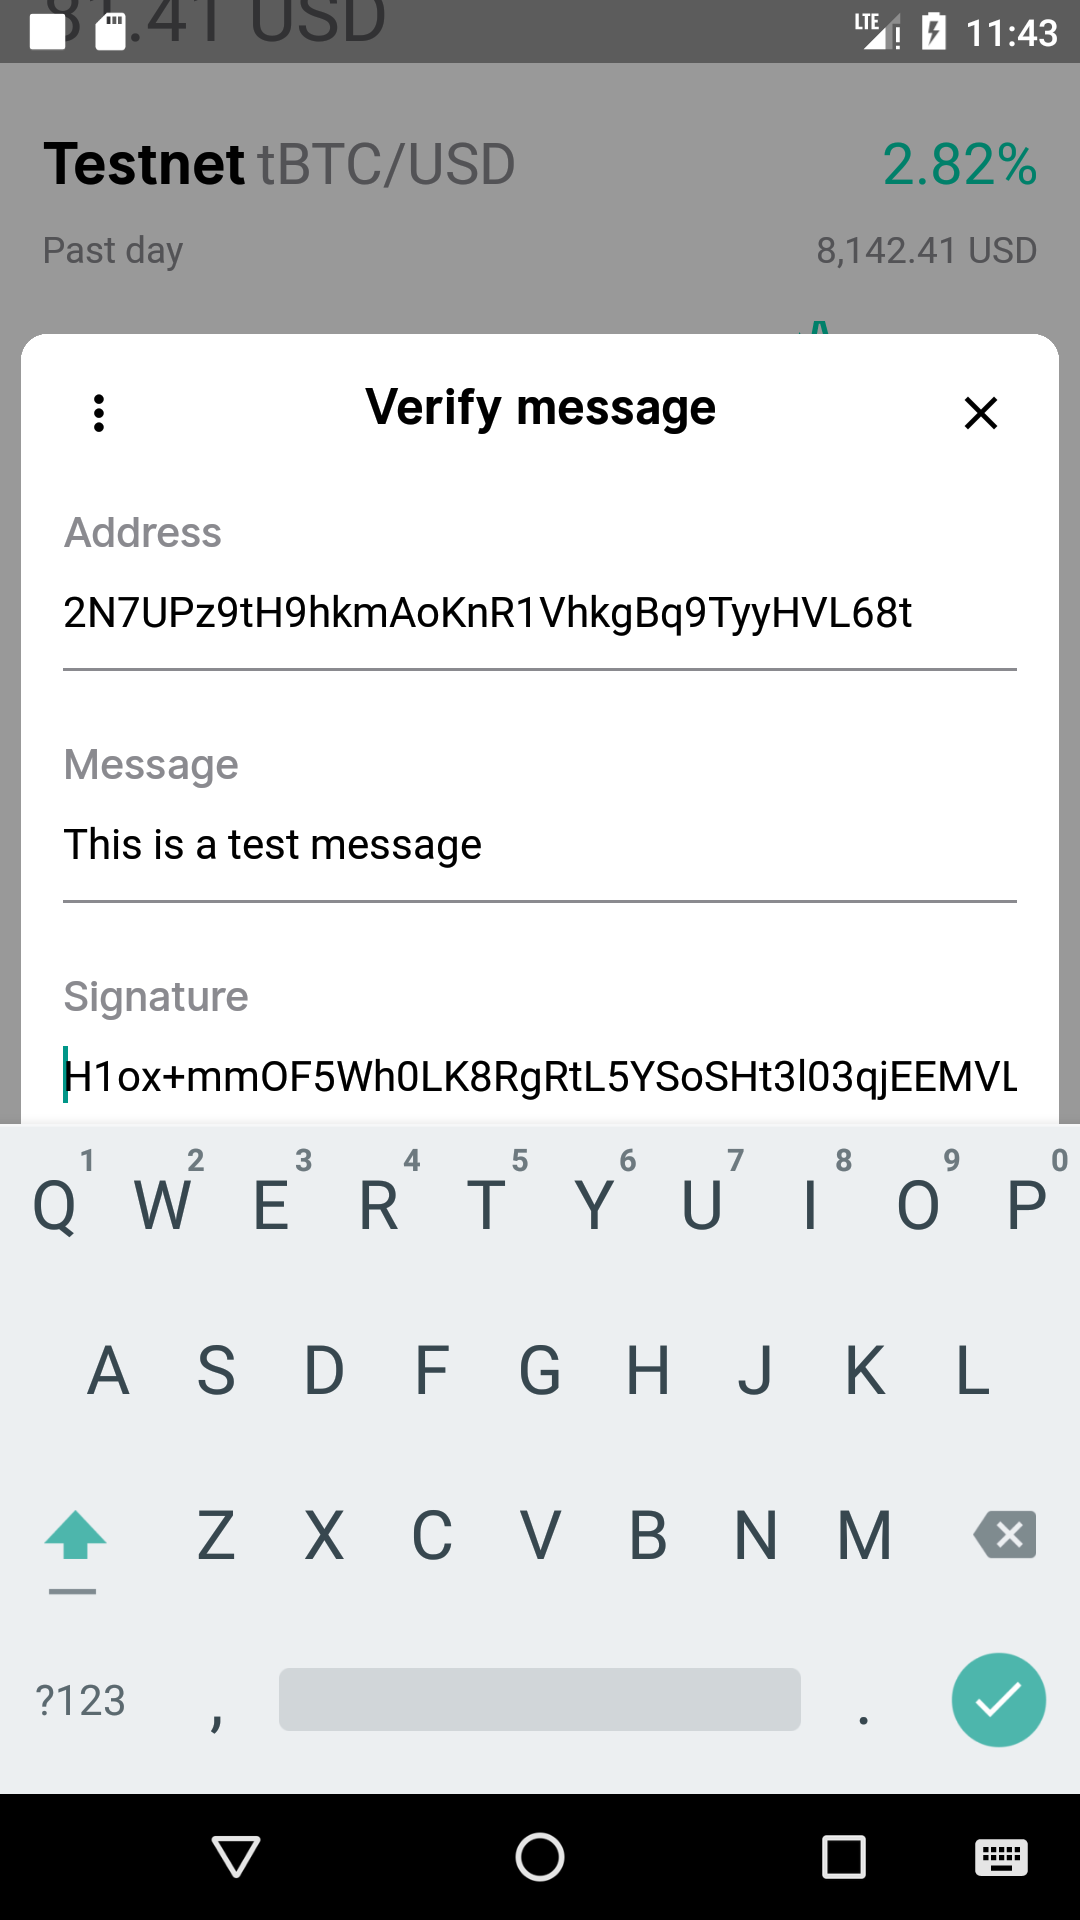 81.41 USD
LTE ! 11:43
Testnet tBTC/USD 2.82%
Past day 8,142.41 USD
Verify message
Address
2N7UPz9tH9hkmAoKnR1VhkgBq9TyyHVL68t
Message
This is a test message
Signature
H1ox+mmOF5Wh0LK8RgRtL5YSoSHt3l03qjEEMVL
1 2 3 4 5 6 7 8 9 0
Q W E R T Y U I O P
A S D F G H J K L
Z X C V B N M
?123 , .